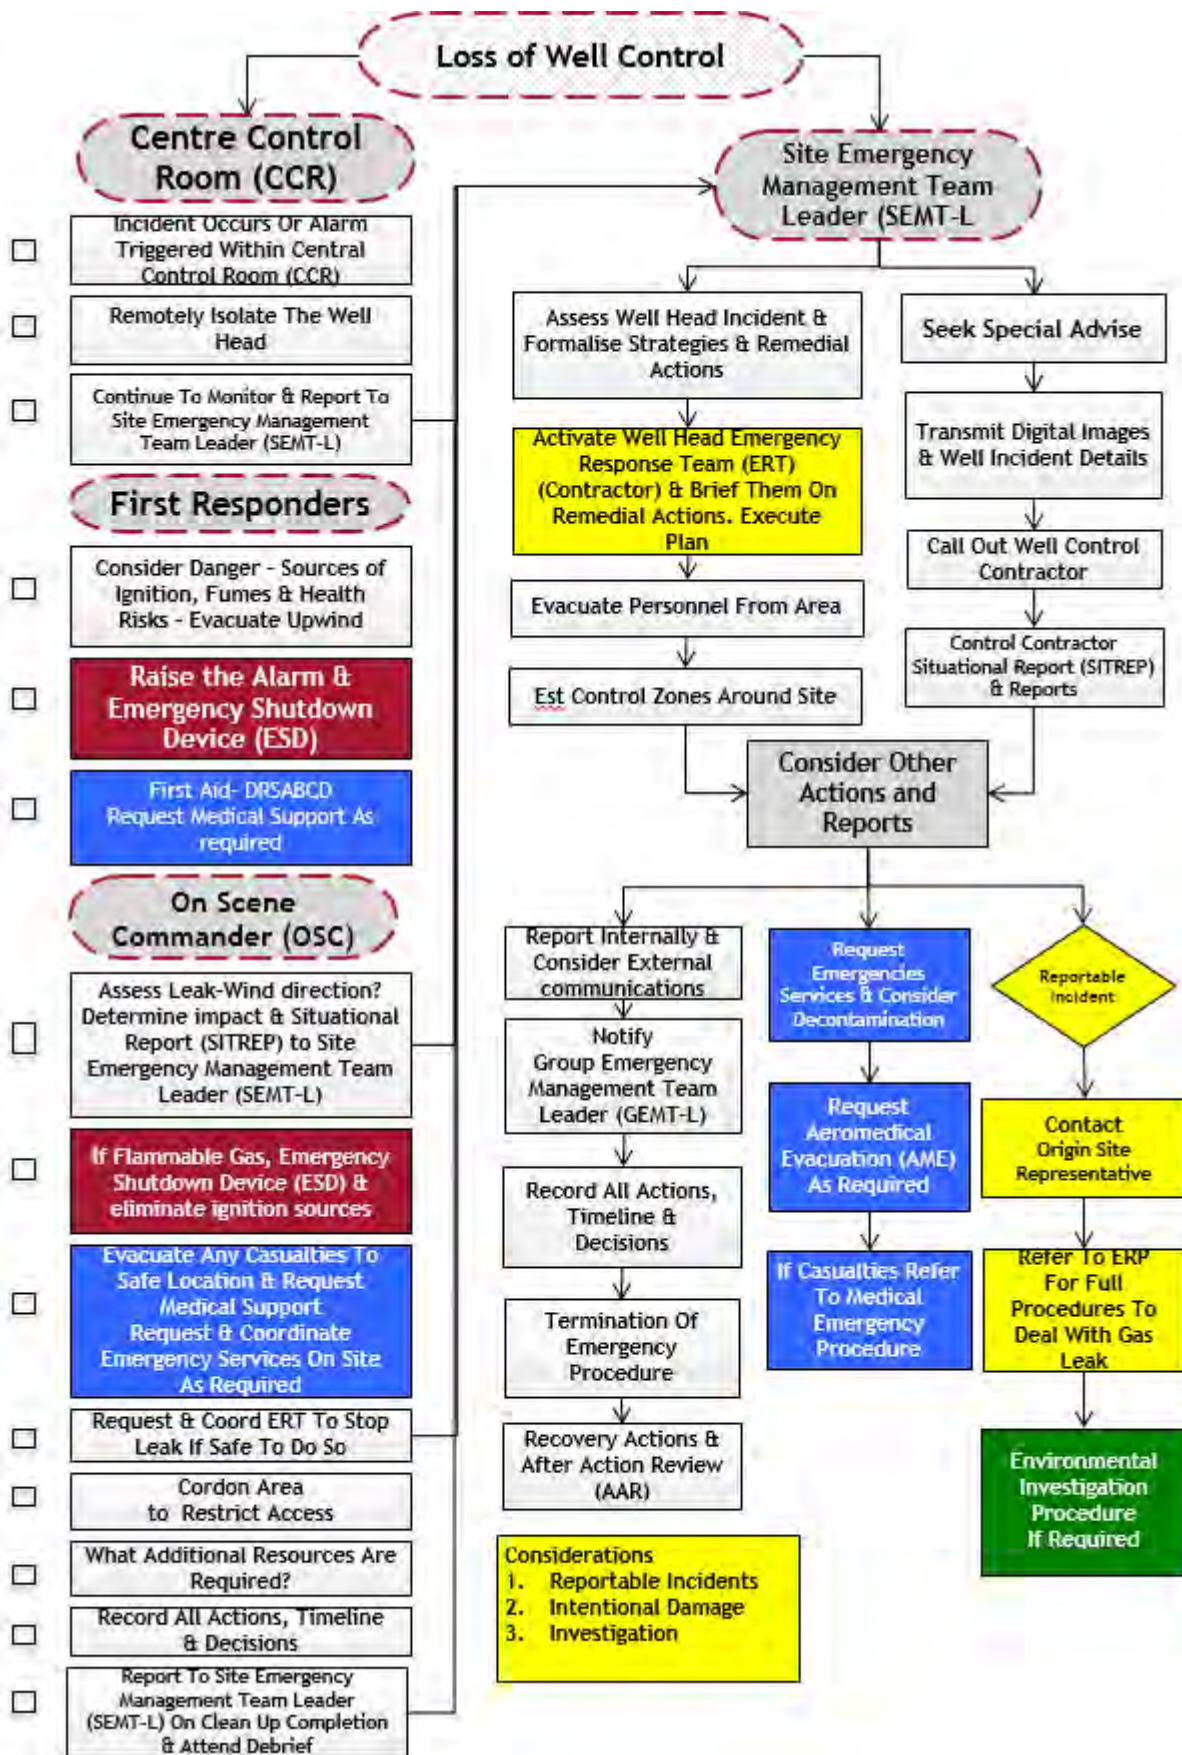 Loss of Well Control
Centre Control
Room (CCR)
Incident Occurs Or Alarm
Triggered Within Central
Control Room (CCR)
Remotely Isolate The Well
Head
Continue To Monitor & Report To
Site Emergency Management
Team Leader (SEMT-L)
First Responders
Consider Danger - Sources of
Ignition, Fumes & Health
Risks - Evacuate Upwind
Raise the Alarm &
Emergency Shutdown
Device (ESD)
First Aid- DRSABCD
Request Medical Support As
required
On Scene
Commander (OSC)
Assess Leak-Wind direction?
Determine impact & Situational
Report (SITREP) to Site
Emergency Management Team
Leader (SEMT-L)
If Flammable Gas, Emergency
Shutdown Device (ESD) &
eliminate ignition sources
Evacuate Any Casualties To
Safe Location & Request
Medical Support
Request & Coordinate
Emergency Services On Site
As Required
Request & Coord ERT To Stop
Leak If Safe To Do So
Cordon Area
to Restrict Access
What Additional Resources Are
Required?
Record All Actions, Timeline
& Decisions
Report To Site Emergency
Management Team Leader
(SEMT-L) On Clean Up Completion
& Attend Debrief
Site Emergency
Management Team
Leader (SEMT-L
Assess Well Head Incident &
Formalise Strategies & Remedial
Actions
Activate Well Head Emergency
Response Team (ERT)
(Contractor) & Brief Them On
Remedial Actions. Execute
Plan
Evacuate Personnel From Area
Est Control Zones Around Site
Seek Special Advise
Transmit Digital Images
& Well Incident Details
Call Out Well Control
Contractor
Control Contractor
Situational Report (SITREP)
& Reports
Consider Other
Actions and
Reports
Report Internally &
Consider External
communications
Notify
Group Emergency
Management Team
Leader (GEMT-L)
Record All Actions,
Timeline &
Decisions
Termination Of
Emergency
Procedure
Recovery Actions &
After Action Review
(AAR)
Request
Emergencies
Services & Consider
Decontamination
Request
Aeromedical
Evacuation (AME)
As Required
If Casualties Refer
To Medical
Emergency
Procedure
Reportable
Incident
Contact
Origin Site
Representative
Refer To ERP
For Full
Procedures To
Deal With Gas
Leak
Environmental
Investigation
Procedure
If Required
Considerations
1. Reportable Incidents
2. Intentional Damage
3. Investigation